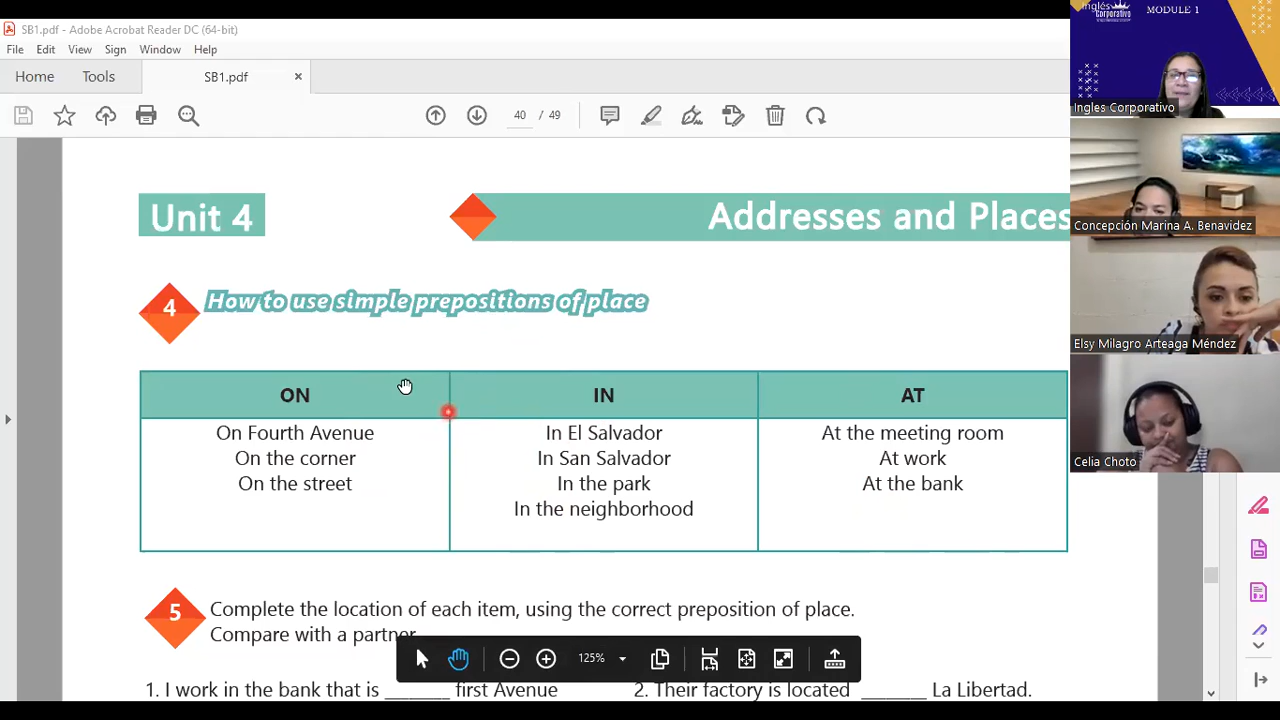 SB1.pdf - Adobe Acrobat Reader DC (64-bit)
File Edit View Sign Window Help
Home Tools SB1.pdf ×
40 / 49
Unit 4 Addresses and Places
4 How to use simple prepositions of place
ON IN AT
On Fourth Avenue In El Salvador At the meeting room
On the corner In San Salvador At work
On the street In the park At the bank
In the neighborhood
5 Complete the location of each item, using the correct preposition of place.
Compare with a partner
125%
1. I work in the bank that is _______ first Avenue 2. Their factory is located _______ La Libertad.
Inglés
Corporativo
MODULE 1
Ingles Corporativo
Concepción Marina A. Benavidez
Elsy Milagro Arteaga Méndez
Celia Choto